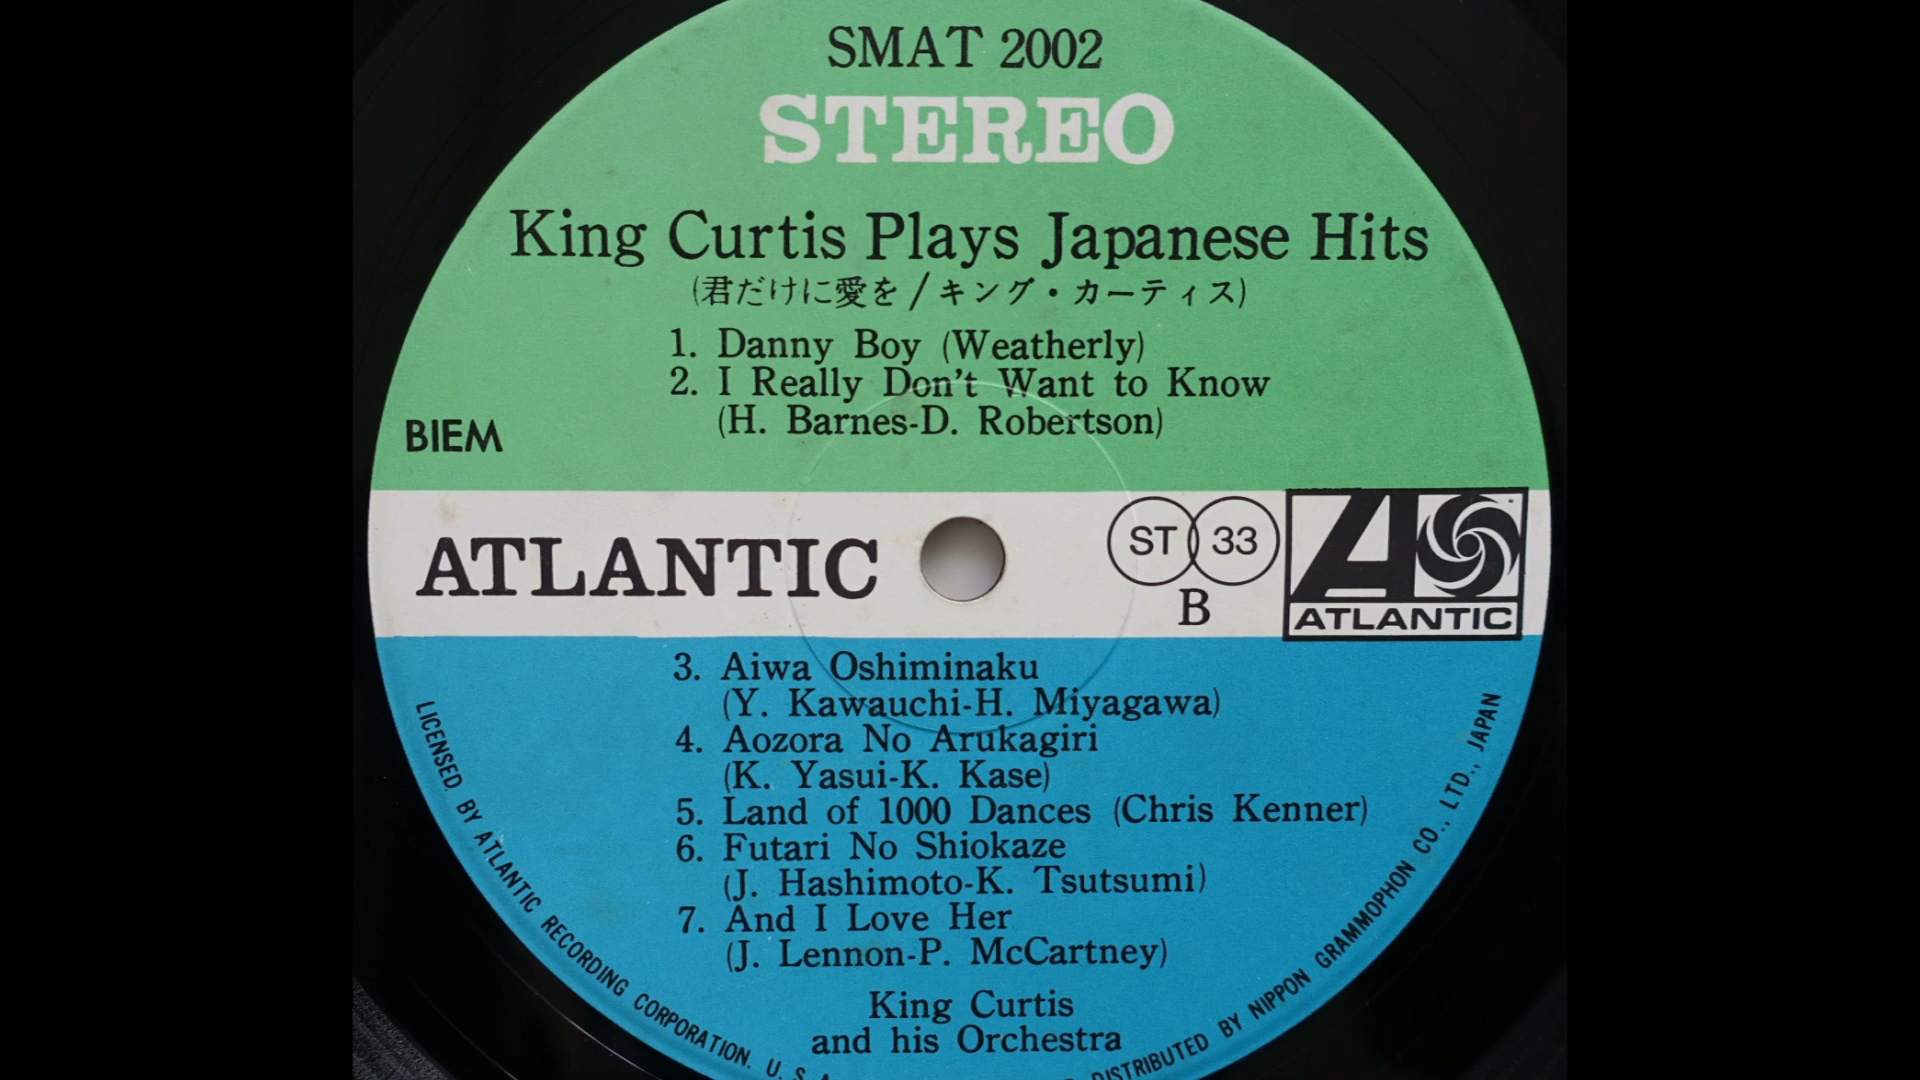 SMAT 2002
STEREO
King Curtis Plays Japanese Hits
(君だけに愛を/キング・カーティス)
1. Danny Boy (Weatherly)
2. I Really Don't Want to Know
(H. Barnes-D. Robertson)
BIEM
ATLANTIC
ST 33
B
ATLANTIC
3. Aiwa Oshiminaku
(Y. Kawauchi-H. Miyagawa)
4. Aozora No Arukagiri
(K. Yasui-K. Kase)
5. Land of 1000 Dances (Chris Kenner)
6. Futari No Shiokaze
(J. Hashimoto-K. Tsutsumi)
7. And I Love Her
(J. Lennon-P. McCartney)
King Curtis
and his Orchestra
LICENSED BY ATLANTIC RECORDING CORPORATION. U.S.A.
DISTRIBUTED BY NIPPON GRAMMOPHON CO., LTD., JAPAN